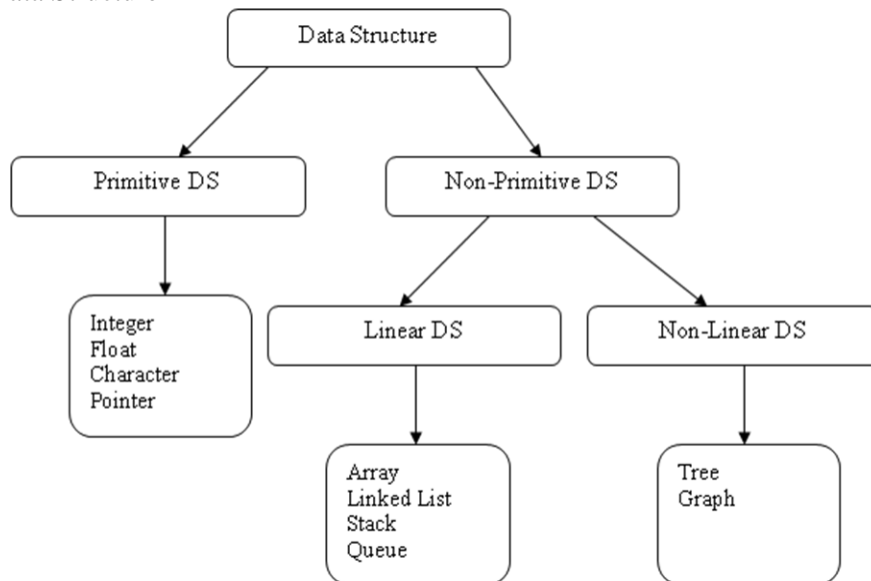 Data Structure
Primitive DS
Non-Primitive DS
Integer
Float
Character
Pointer
Linear DS
Non-Linear DS
Array
Linked List
Stack
Queue
Tree
Graph